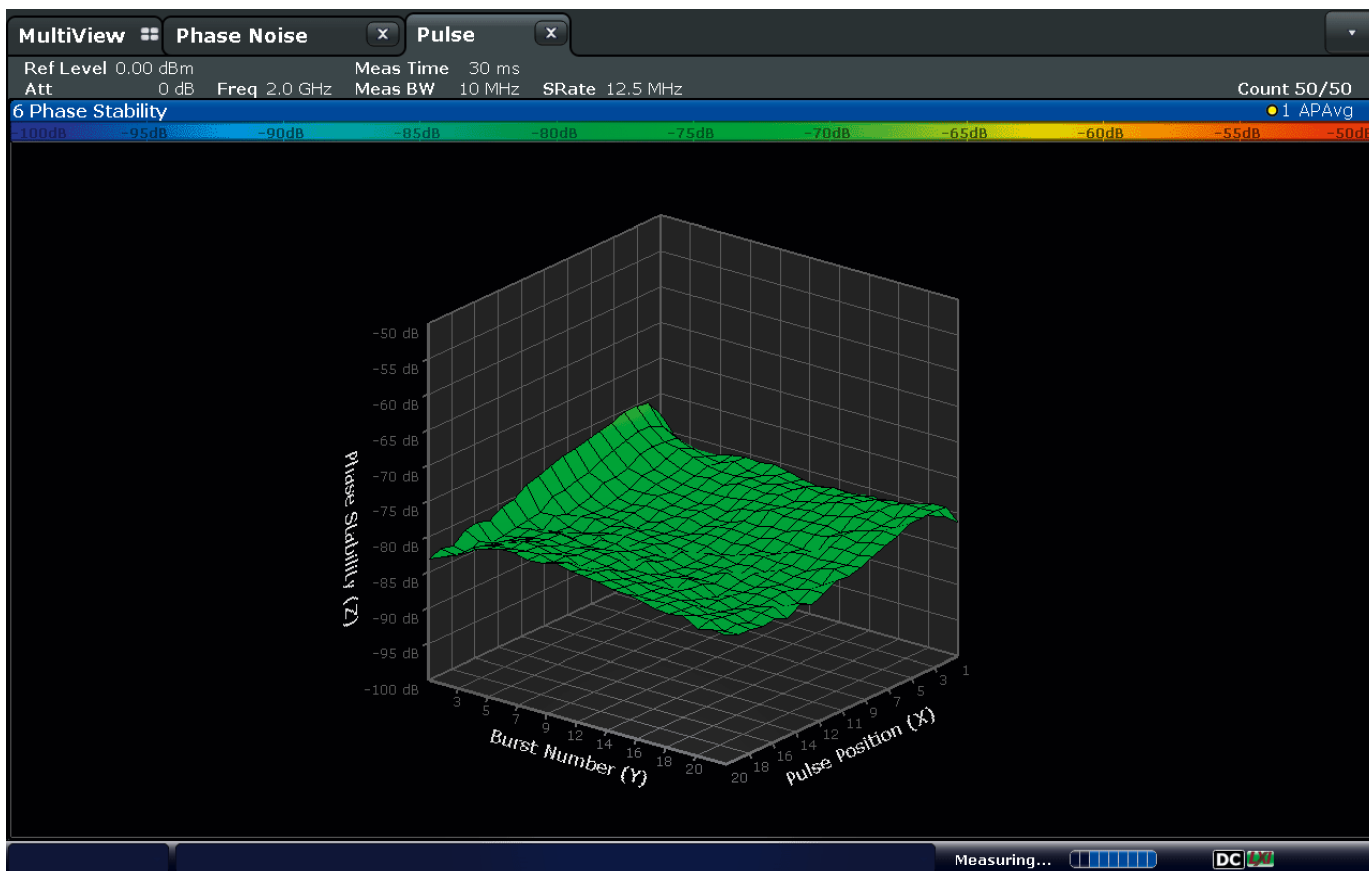 MultiView Phase Noise X Pulse X
Ref Level 0.00 dBm Meas Time 30 ms
Att 0 dB Freq 2.0 GHz Meas BW 10 MHz SRate 12.5 MHz Count 50/50
6 Phase Stability 1 APAvg
-100dB -95dB -90dB -85dB -80dB -75dB -70dB -65dB -60dB -55dB -50dB
-50 dB
-55 dB
-60 dB
-65 dB
-70 dB
-75 dB
-80 dB
-85 dB
-90 dB
-95 dB
-100 dB
Phase Stability (Z)
3 5 7 9 12 14 16 18 20
Burst Number (Y)
20 18 16 14 12 11 9 7 5 3 1
Pulse Position (X)
Measuring... DC LXI